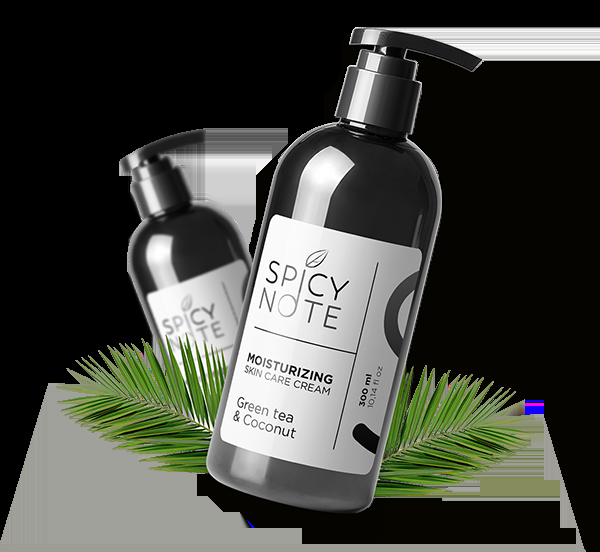 SPICY
NOTE
MOISTURIZING
SKIN CARE CREAM
Green tea
& Coconut
300 ml
10.14 fl oz
SPICY
NOTE